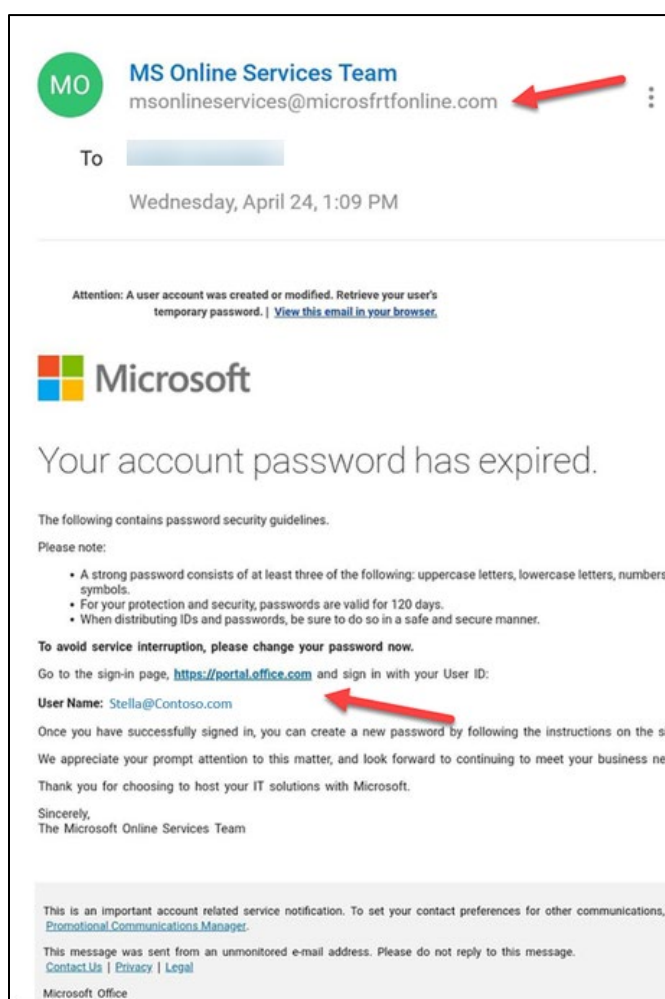 MO
MS Online Services Team
msonlineservices@microsfrtfonline.com
To
Wednesday, April 24, 1:09 PM
Attention: A user account was created or modified. Retrieve your user's
temporary password. | View this email in your browser.
Microsoft
Your account password has expired.
The following contains password security guidelines.
Please note:
• A strong password consists of at least three of the following: uppercase letters, lowercase letters, numbers
symbols.
• For your protection and security, passwords are valid for 120 days.
• When distributing IDs and passwords, be sure to do so in a safe and secure manner.
To avoid service interruption, please change your password now.
Go to the sign-in page, https://portal.office.com and sign in with your User ID:
User Name: Stella@Contoso.com
Once you have successfully signed in, you can create a new password by following the instructions on the
We appreciate your prompt attention to this matter, and look forward to continuing to meet your business
Thank you for choosing to host your IT solutions with Microsoft.
Sincerely,
The Microsoft Online Services Team
This is an important account related service notification. To set your contact preferences for other communications,
Promotional Communications Manager.
This message was sent from an unmonitored e-mail address. Please do not reply to this message.
Contact Us | Privacy | Legal
Microsoft Office